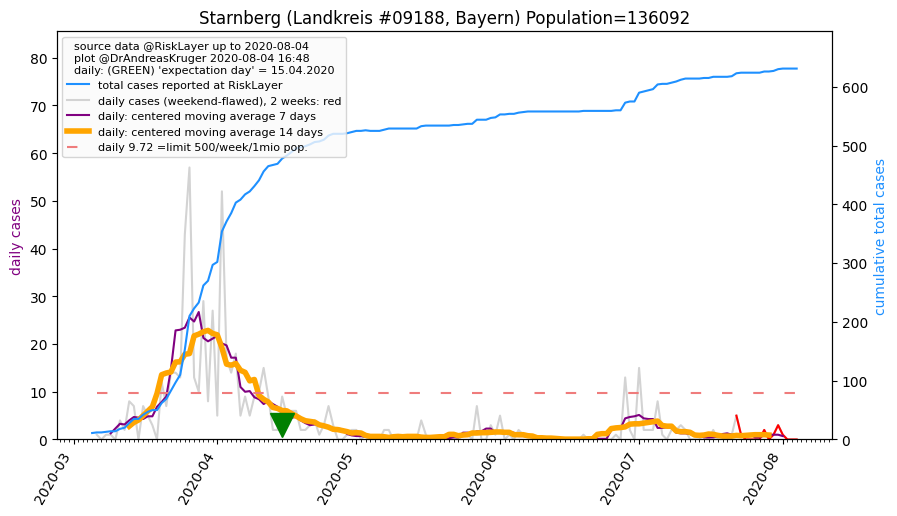 Starnberg (Landkreis #09188, Bayern) Population=136092
source data @RiskLayer up to 2020-08-04
plot @DrAndreasKruger 2020-08-04 16:48
daily: (GREEN) 'expectation day' = 15.04.2020
total cases reported at RiskLayer
daily cases (weekend-flawed), 2 weeks: red
daily: centered moving average 7 days
daily: centered moving average 14 days
daily 9.72 =limit 500/week/1mio pop.
daily cases
80
70
60
50
40
30
20
10
0
cumulative total cases
600
500
400
300
200
100
0
2020-03
2020-04
2020-05
2020-06
2020-07
2020-08